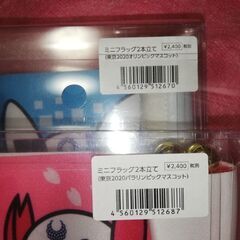 ミニフラッグ2本立て
¥2,400 税別
(東京2020オリンピックマスコット)
4 560129 512670
ミニフラッグ2本立て
¥2,400 税別
(東京2020パラリンピックマスコット)
4 560129 512687